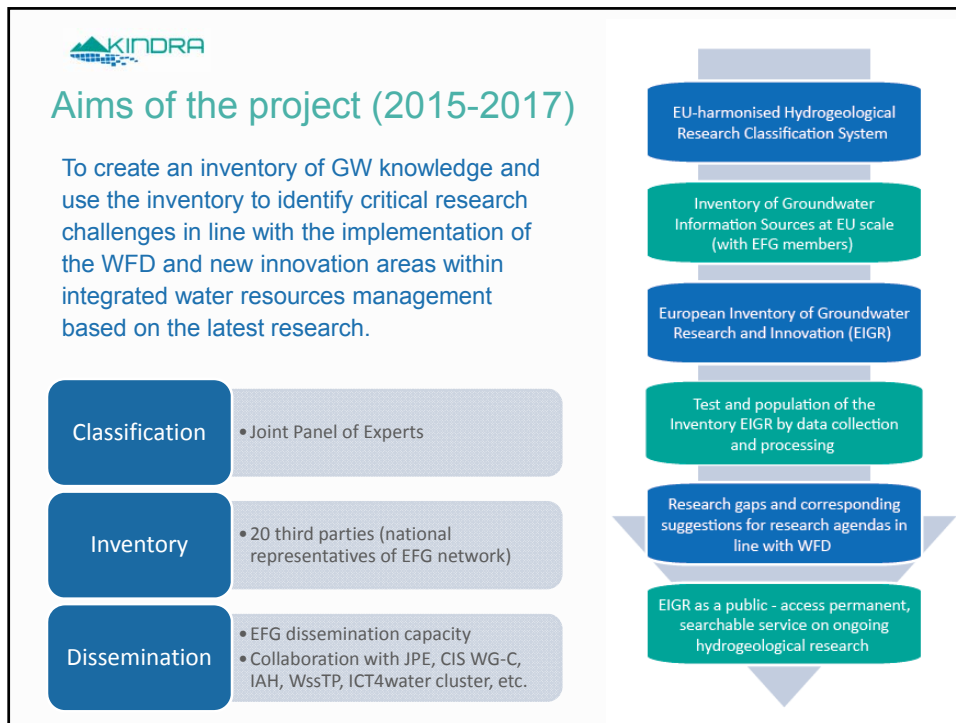 KINDRA
Aims of the project (2015-2017)
To create an inventory of GW knowledge and
use the inventory to identify critical research
challenges in line with the implementation of
the WFD and new innovation areas within
integrated water resources management
based on the latest research.
Classification
• Joint Panel of Experts
Inventory
• 20 third parties (national
representatives of EFG network)
Dissemination
• EFG dissemination capacity
• Collaboration with JPE, CIS WG-C,
IAH, WssTP, ICT4water cluster, etc.
EU-harmonised Hydrogeological
Research Classification System
Inventory of Groundwater
Information Sources at EU scale
(with EFG members)
European Inventory of Groundwater
Research and Innovation (EIGR)
Test and population of the
Inventory EIGR by data collection
and processing
Research gaps and corresponding
suggestions for research agendas in
line with WFD
EIGR as a public - access permanent,
searchable service on ongoing
hydrogeological research